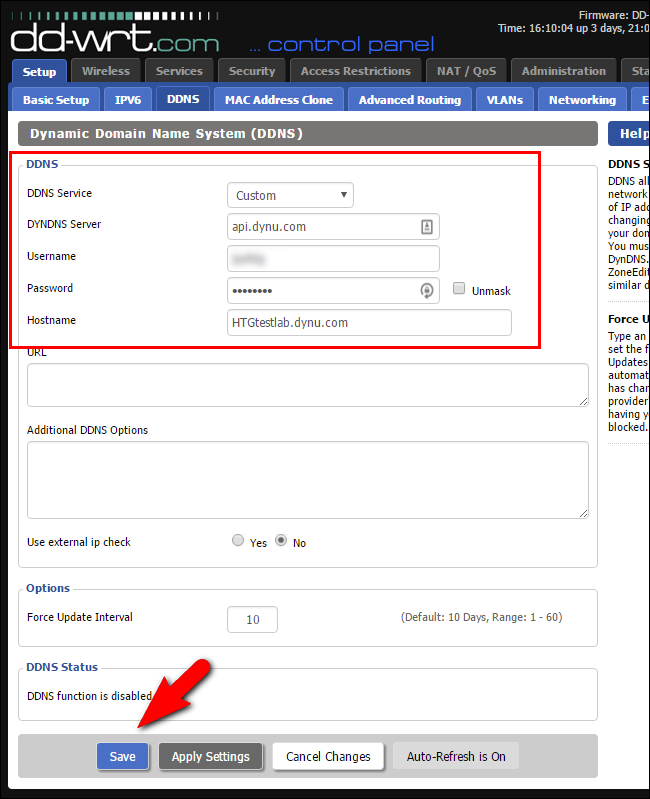 Firmware: DD-
Time: 16:10:04 up 3 days, 21:0
dd-wrt.com ... control panel
Setup Wireless Services Security Access Restrictions NAT / QoS Administration Sta
Basic Setup IPV6 DDNS MAC Address Clone Advanced Routing VLANs Networking E
Dynamic Domain Name System (DDNS)
DDNS
DDNS Service Custom
DYNDNS Server api.dynu.com
Username
Password •••••••• Unmask
Hostname HTGtestlab.dynu.com
URL
Additional DDNS Options
Use external ip check Yes No
Options
Force Update Interval 10 (Default: 10 Days, Range: 1 - 60)
DDNS Status
DDNS function is disabled
Save Apply Settings Cancel Changes Auto-Refresh is On
Help
DDNS S
DDNS all
network
of IP add
changing
your dom
You must
DynDNS.
ZoneEdit
similar d
Force U
Type an
set the f
Updates
automat
has chan
provider
having yo
blocked.